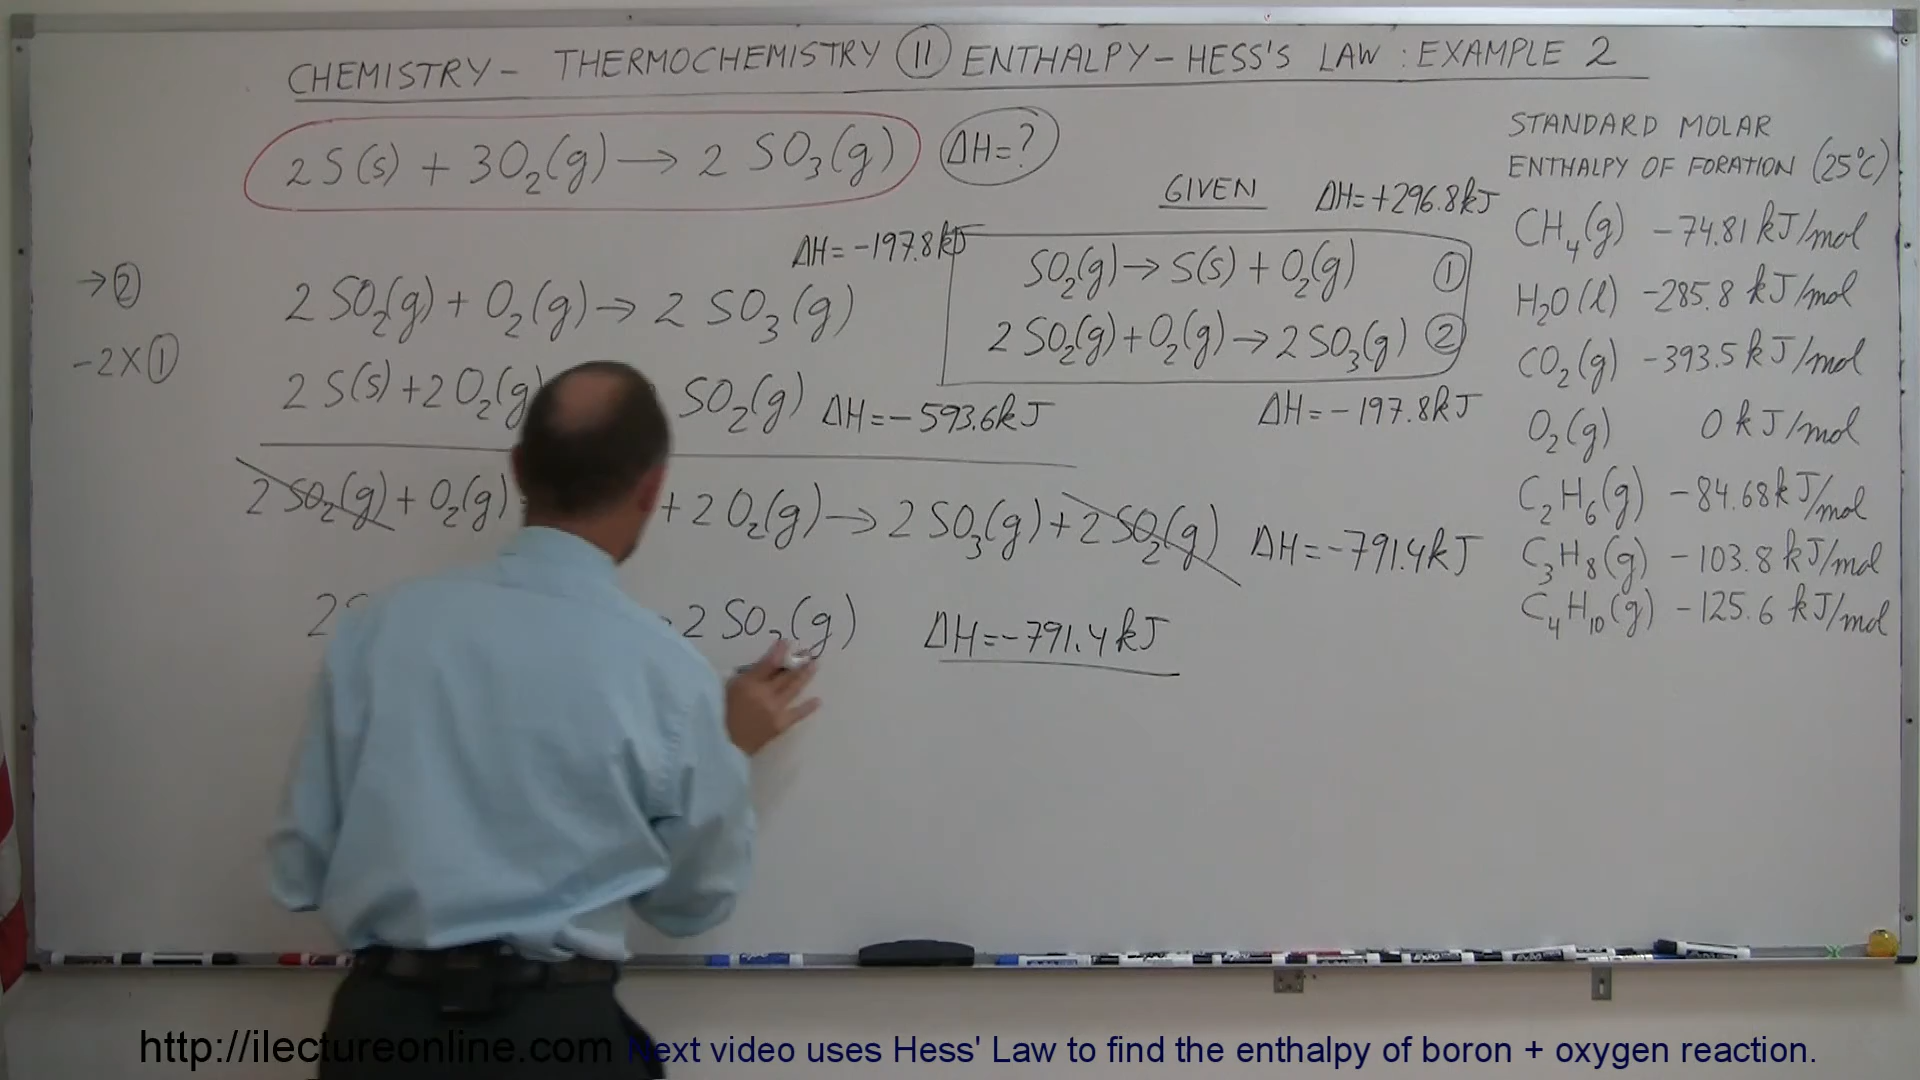 CHEMISTRY - THERMOCHEMISTRY (11) ENTHALPY - HESS'S LAW : EXAMPLE 2
2S(s) + 3O₂(g) → 2 SO₃(g) ΔH=?
GIVEN
ΔH=+296.8kJ
SO₂(g) → S(s) + O₂(g) (1)
2 SO₂(g) + O₂(g) → 2 SO₃(g) (2)
ΔH=-197.8kJ
→(2) 2 SO₂(g) + O₂(g) → 2 SO₃(g) ΔH=-197.8kJ
-2×(1) 2 S(s) +2 O₂(g) SO₂(g) ΔH=-593.6kJ
2 SO₂(g) + O₂(g) + 2 O₂(g) → 2 SO₃(g) + 2 SO₂(g) ΔH=-791.4kJ
2S 2 SO (g) ΔH=-791.4kJ
STANDARD MOLAR
ENTHALPY OF FORATION (25°C)
CH₄(g) -74.81 kJ/mol
H₂O(l) -285.8 kJ/mol
CO₂(g) -393.5 kJ/mol
O₂(g) 0 kJ/mol
C₂H₆(g) -84.68 kJ/mol
C₃H₈(g) -103.8 kJ/mol
C₄H₁₀(g) -125.6 kJ/mol
http://ilectureonline.com Next video uses Hess' Law to find the enthalpy of boron + oxygen reaction.